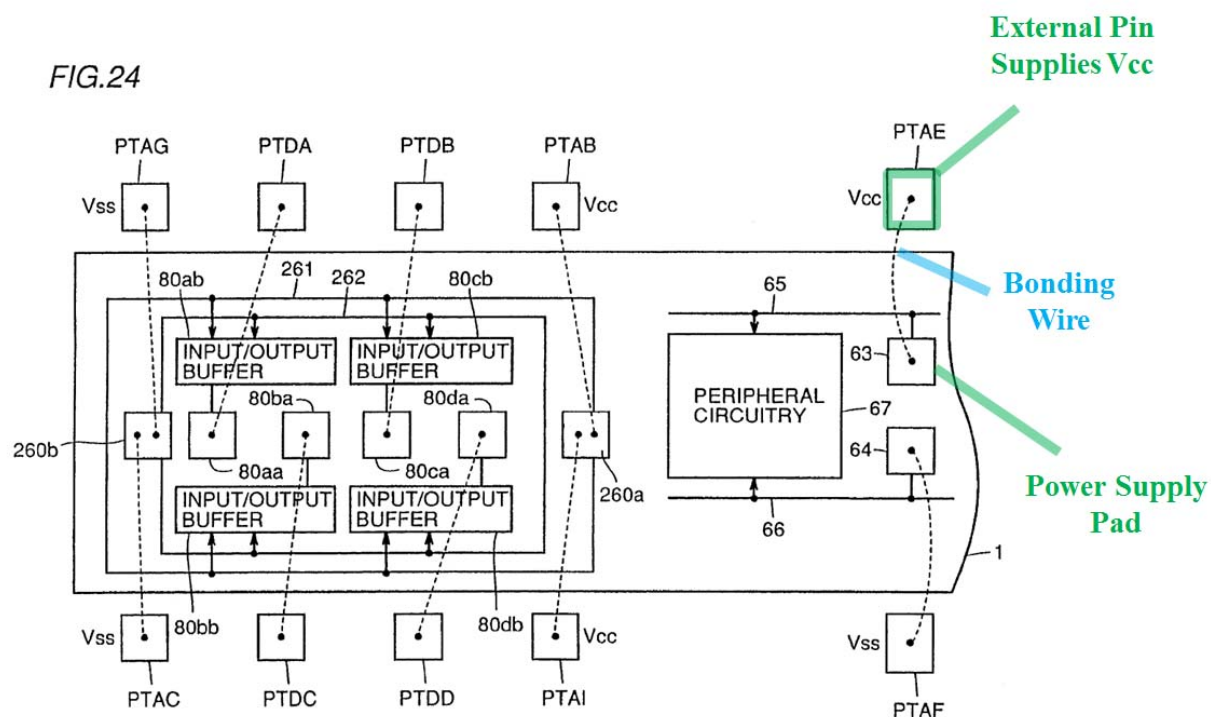 External Pin
Supplies Vcc
FIG.24
PTAG
PTDA
PTDB
PTAB
PTAE
Vss
Vcc
Vcc
80ab
261
262
80cb
65
Bonding
Wire
INPUT/OUTPUT
BUFFER
INPUT/OUTPUT
BUFFER
63
80ba
80da
PERIPHERAL
CIRCUITRY
67
260b
80aa
80ca
260a
64
INPUT/OUTPUT
BUFFER
INPUT/OUTPUT
BUFFER
66
Power Supply
Pad
1
Vss
80bb
80db
Vcc
Vss
PTAC
PTDC
PTDD
PTAI
PTAF